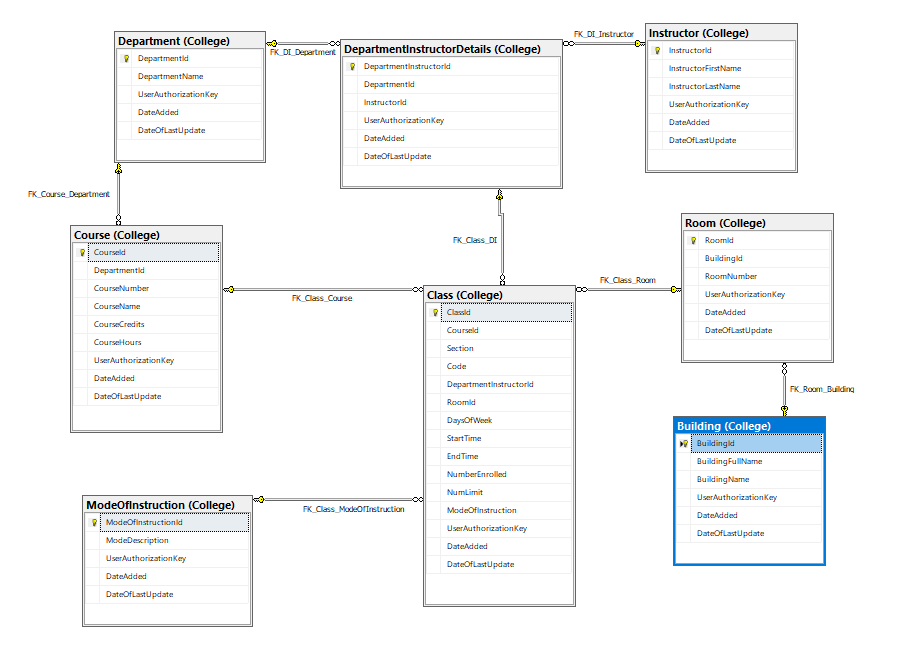 Department (College)
DepartmentId
DepartmentName
UserAuthorizationKey
DateAdded
DateOfLastUpdate
FK_DI_Department
DepartmentInstructorDetails (College)
DepartmentInstructorId
DepartmentId
InstructorId
UserAuthorizationKey
DateAdded
DateOfLastUpdate
FK_DI_Instructor
Instructor (College)
InstructorId
InstructorFirstName
InstructorLastName
UserAuthorizationKey
DateAdded
DateOfLastUpdate
FK_Course_Department
Course (College)
CourseId
DepartmentId
CourseNumber
CourseName
CourseCredits
CourseHours
UserAuthorizationKey
DateAdded
DateOfLastUpdate
FK_Class_Course
FK_Class_DI
Class (College)
ClassId
CourseId
Section
Code
DepartmentInstructorId
RoomId
DaysOfWeek
StartTime
EndTime
NumberEnrolled
NumLimit
ModeOfInstruction
UserAuthorizationKey
DateAdded
DateOfLastUpdate
FK_Class_Room
Room (College)
RoomId
BuildingId
RoomNumber
UserAuthorizationKey
DateAdded
DateOfLastUpdate
FK_Room_Building
Building (College)
BuildingId
BuildingFullName
BuildingName
UserAuthorizationKey
DateAdded
DateOfLastUpdate
ModeOfInstruction (College)
ModeOfInstructionId
ModeDescription
UserAuthorizationKey
DateAdded
DateOfLastUpdate
FK_Class_ModeOfInstruction